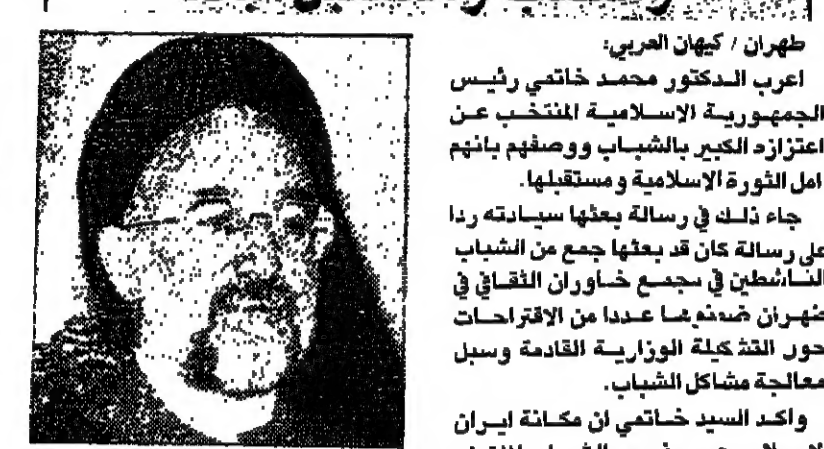 طهران / كيهان العربي:
اعرب الدكتور محمد خاتمي رئيس
الجمهورية الاسلامية المنتخب عن
اعتزازه الكبير بالشباب ووصفهم بانهم
امل الثورة الاسلامية ومستقبلها.
جاء ذلك في رسالة بعثها سيادته ردا
على رسالة كان قد بعثها جمع من الشباب
الناشطين في مجمع خاوران الثقافي في
طهران ضمنوها عددا من الاقتراحات
حول التشكيلة الوزارية القادمة وسبل
معالجة مشاكل الشباب.
واكد السيد خاتمي ان مكانة ايران